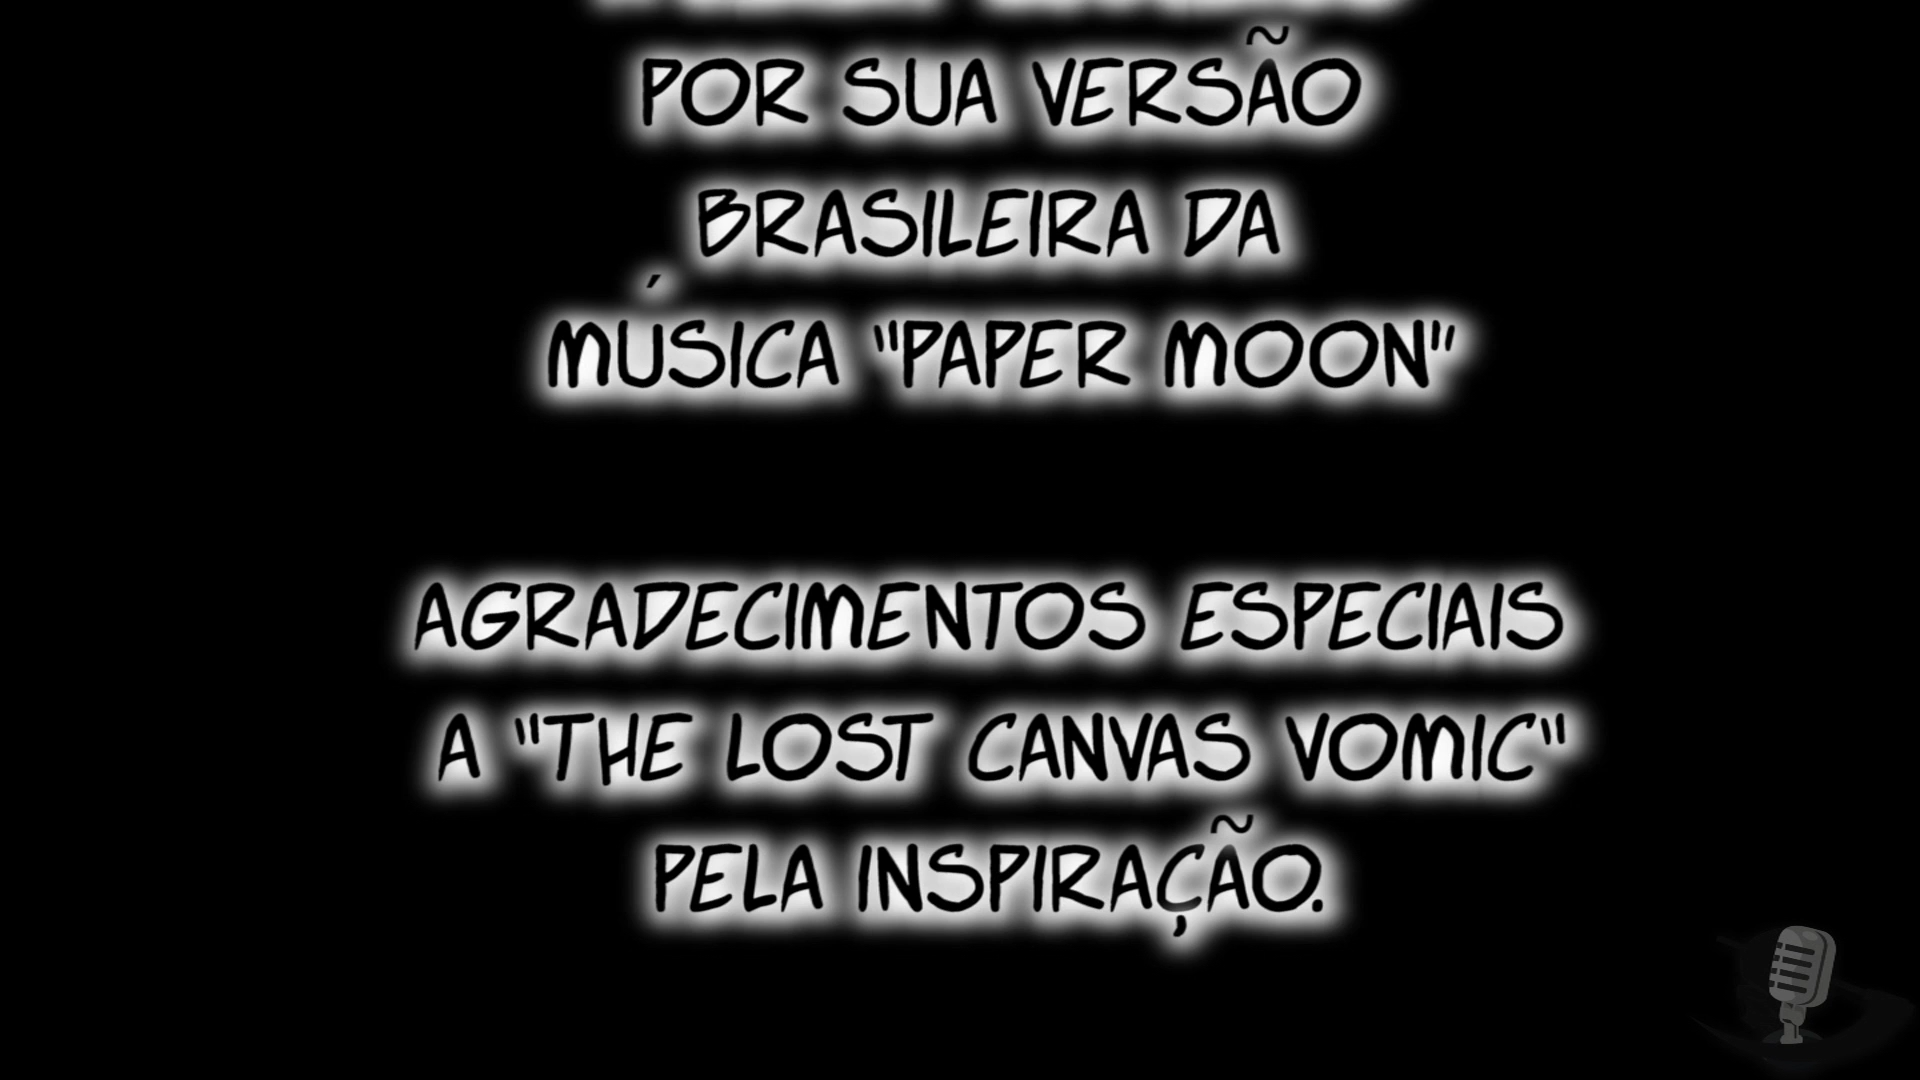 POR SUA VERSÃO
BRASILEIRA DA
MÚSICA "PAPER MOON"
AGRADECIMENTOS ESPECIAIS
A "THE LOST CANVAS VOMIC"
PELA INSPIRAÇÃO.